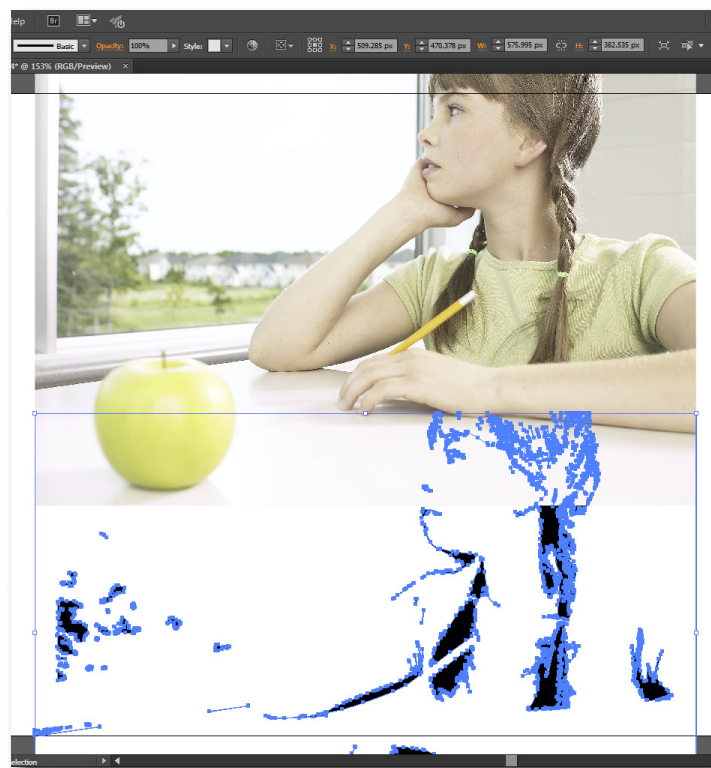 elp Br
Basic Opacity: 100% Style: X: 509.285 px Y: 470.378 px W: 575.995 px H: 382.535 px
4* @ 153% (RGB/Preview) ×
election